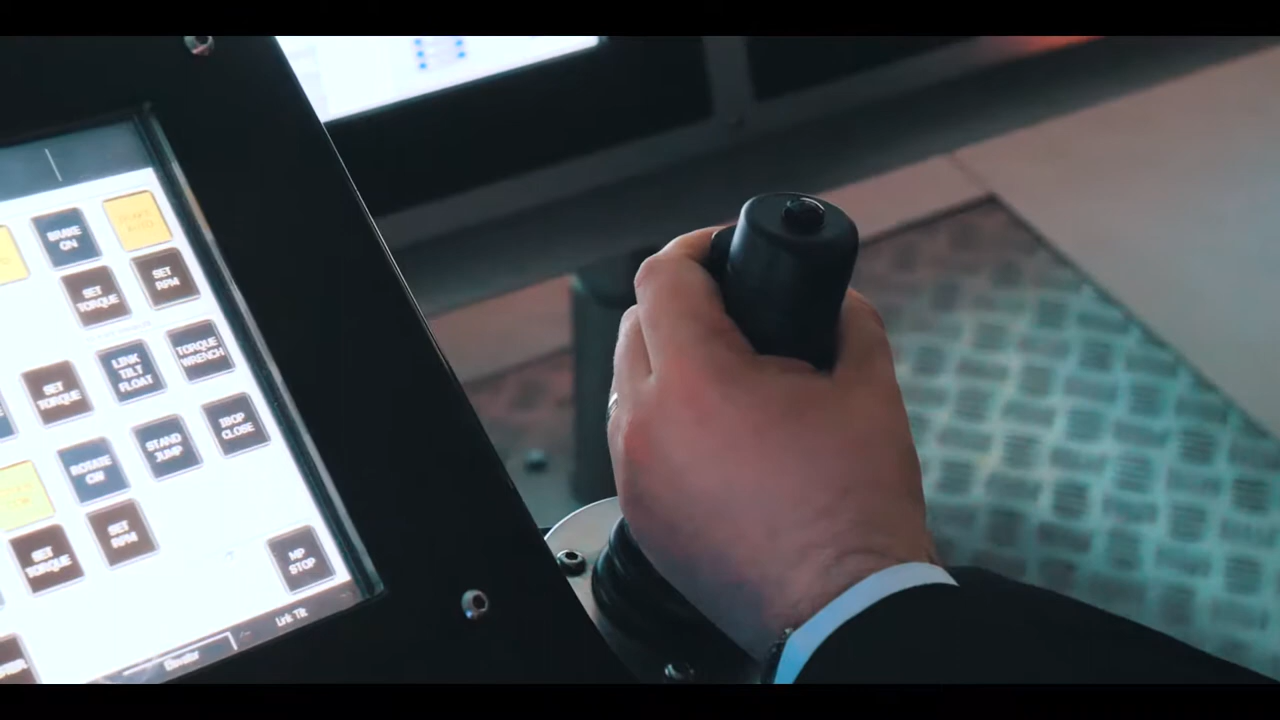 BRAKE
ON
SET
TORQUE
SET
RPM
SET
TORQUE
LINK
TILT
FLOAT
TORQUE
WRENCH
ROTATE
ON
STAND
JUMP
IBOP
CLOSE
SET
TORQUE
SET
RPM
MP
STOP
Elevator
Link Tilt